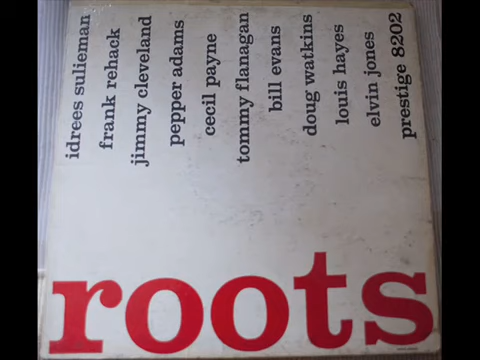 idrees sulieman
frank rehack
jimmy cleveland
pepper adams
cecil payne
tommy flanagan
bill evans
doug watkins
louis hayes
elvin jones
prestige 8202
roots